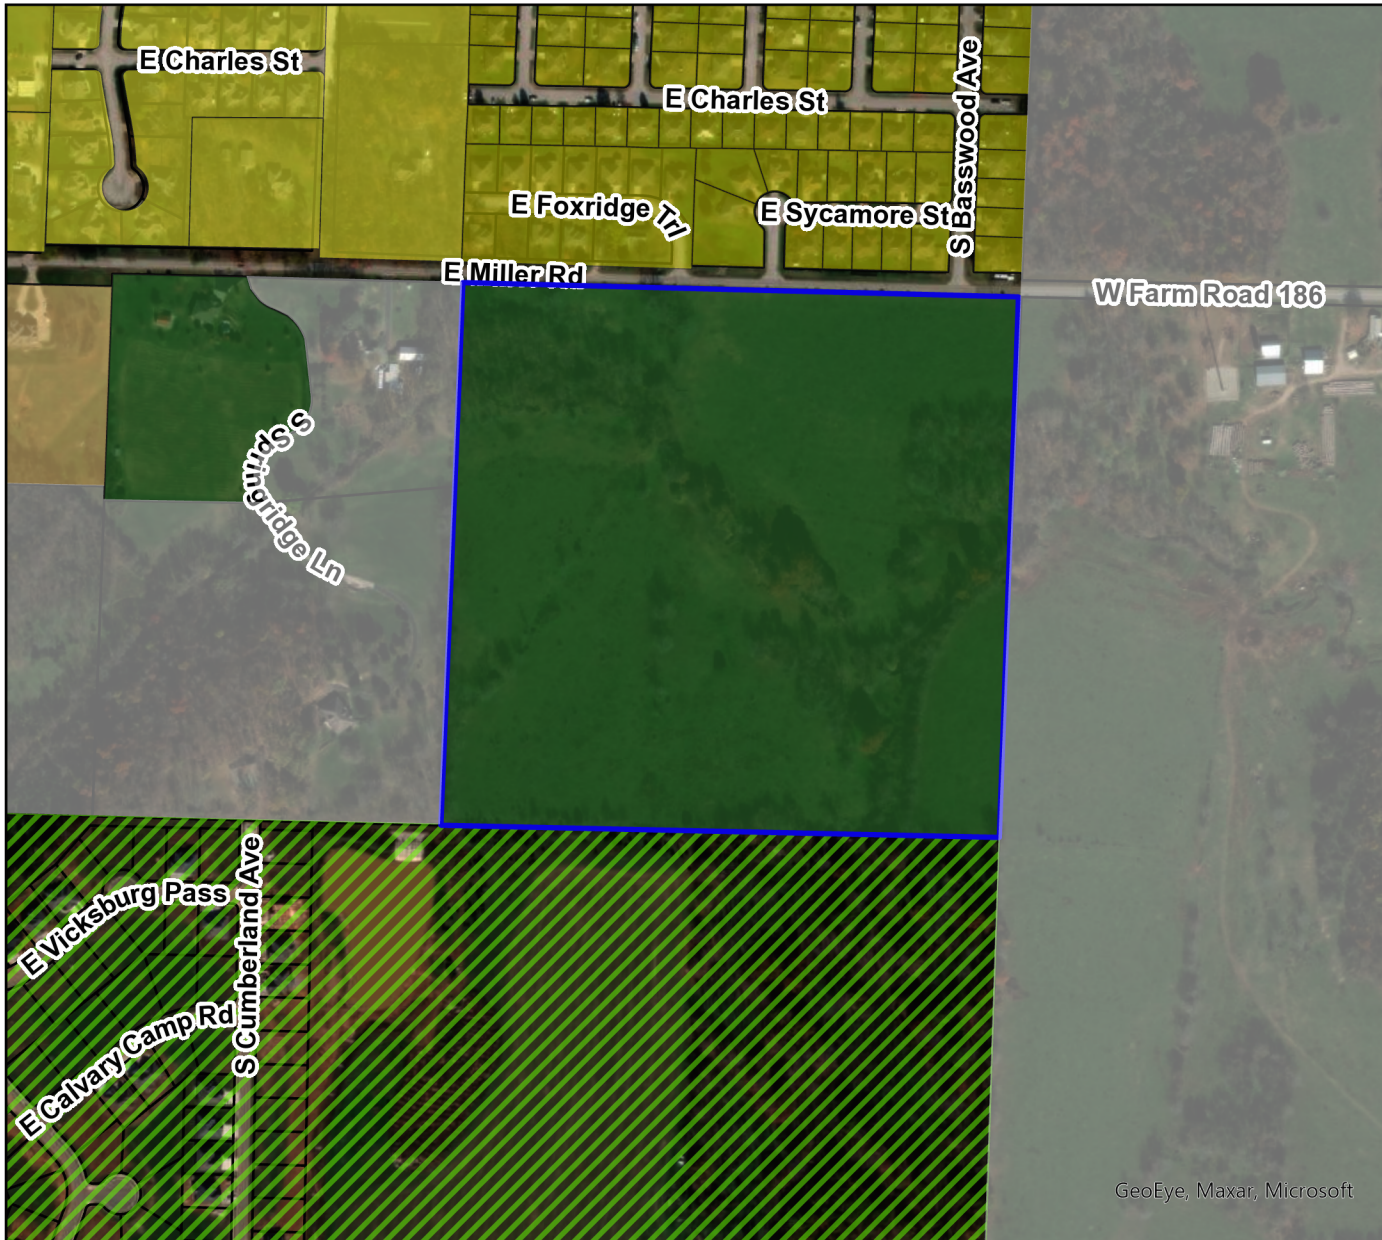 E Charles St
E Charles St
S Basswood Ave
E Foxridge Trl
E Sycamore St
E Miller Rd
W Farm Road 186
S Springridge Ln
E Vicksburg Pass
S Cumberland Ave
E Calvary Camp Rd
GeoEye, Maxar, Microsoft